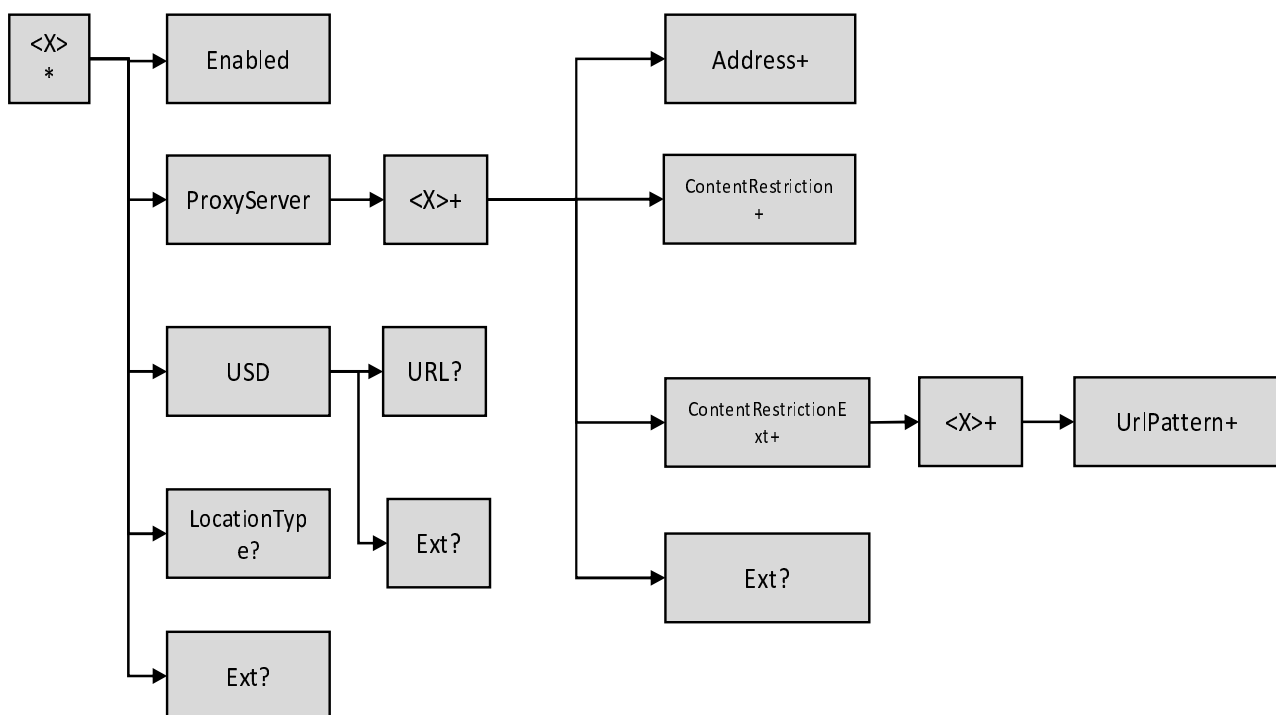 <X>
*
Enabled
Address+
ProxyServer
<X>+
ContentRestriction
+
USD
URL?
ContentRestrictionE
xt+
<X>+
UrlPattern+
LocationTyp
e?
Ext?
Ext?
Ext?